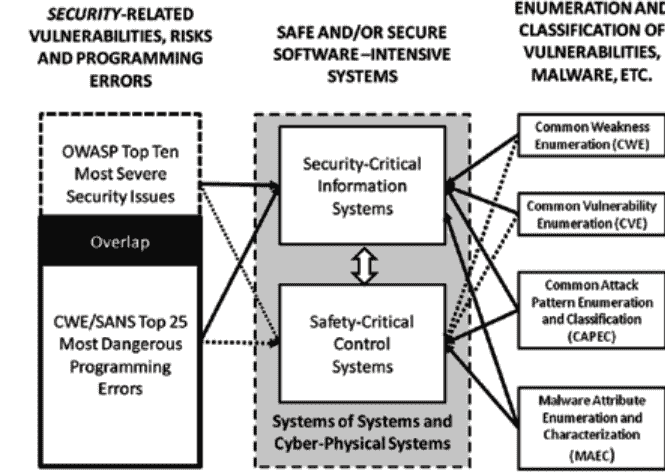 SECURITY-RELATED
VULNERABILITIES, RISKS
AND PROGRAMMING
ERRORS
OWASP Top Ten
Most Severe
Security Issues
Overlap
CWE/SANS Top 25
Most Dangerous
Programming
Errors
SAFE AND/OR SECURE
SOFTWARE–INTENSIVE
SYSTEMS
Security-Critical
Information
Systems
Safety-Critical
Control
Systems
Systems of Systems and
Cyber-Physical Systems
ENUMERATION AND
CLASSIFICATION OF
VULNERABILITIES,
MALWARE, ETC.
Common Weakness
Enumeration (CWE)
Common Vulnerability
Enumeration (CVE)
Common Attack
Pattern Enumeration
and Classification
(CAPEC)
Malware Attribute
Enumeration and
Characterization
(MAEC)